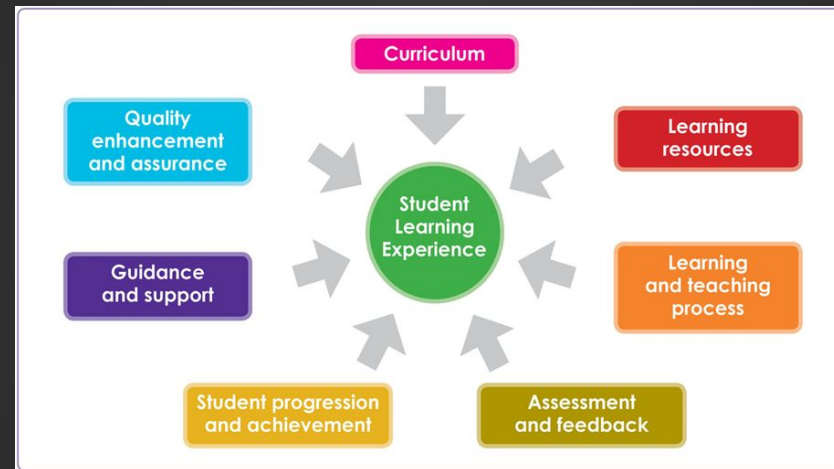 Curriculum
Quality
enhancement
and assurance
Learning
resources
Student
Learning
Experience
Guidance
and support
Learning
and teaching
process
Student progression
and achievement
Assessment
and feedback